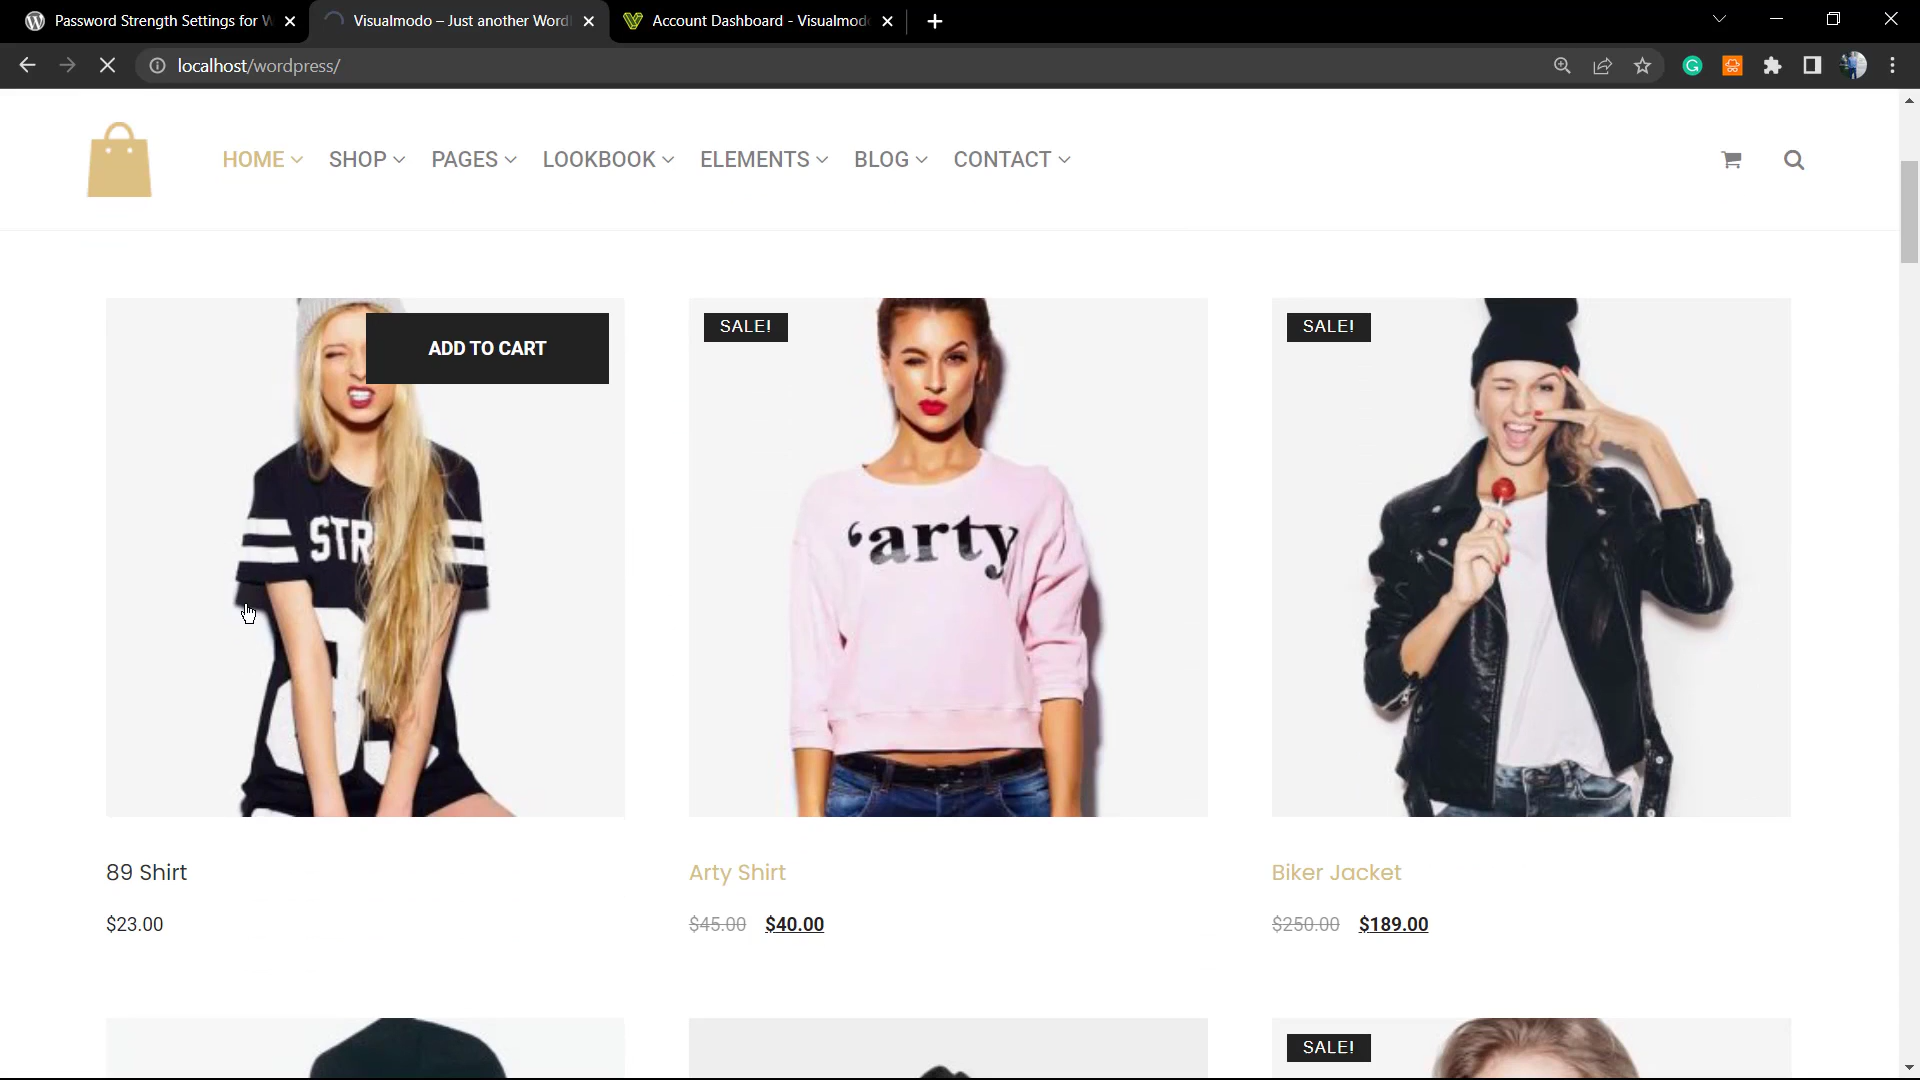 Password Strength Settings for W
Visualmodo – Just another Word
Account Dashboard - Visualmod
localhost/wordpress/
HOME
SHOP
PAGES
LOOKBOOK
ELEMENTS
BLOG
CONTACT
ADD TO CART
SALE!
SALE!
STR
'arty
89 Shirt
Arty Shirt
Biker Jacket
$23.00
$45.00 $40.00
$250.00 $189.00
SALE!